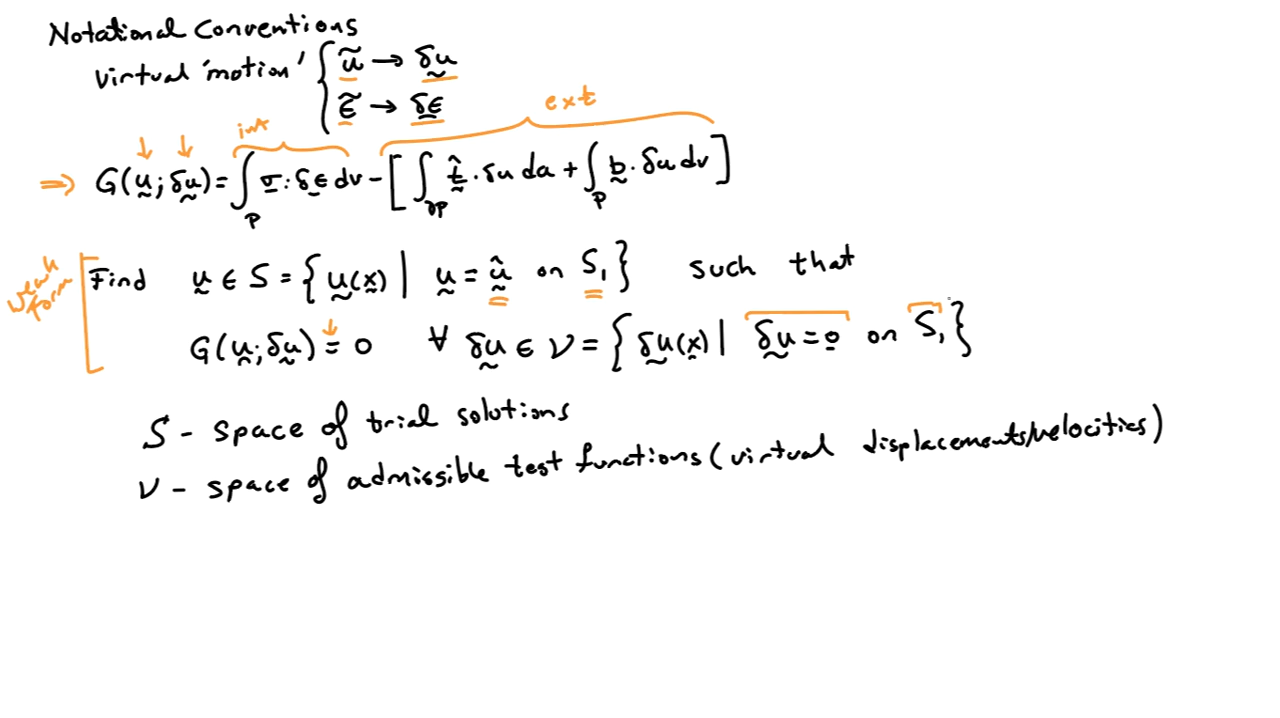 Notational Conventions
virtual 'motion' { ũ → δu
ε̃ → δε
int ext
⇒ G(u; δu) = ∫_P σ : δε dv - [ ∫_∂P t̂ · δu da + ∫_P b · δu dv ]
weak form
Find u ∈ S = { u(x) | u = û on S₁ } such that
G(u; δu) = 0 ∀ δu ∈ V = { δu(x) | δu = 0 on S₁ }
S - space of trial solutions
V - space of admissible test functions (virtual displacements/velocities)